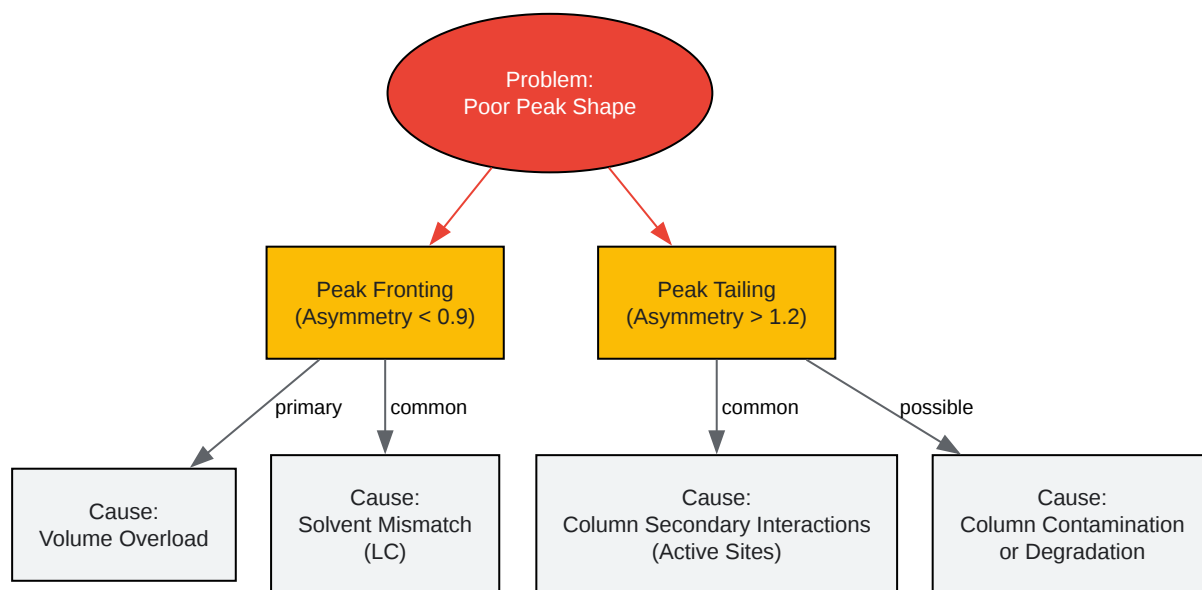 Problem:
Poor Peak Shape
Peak Fronting
(Asymmetry < 0.9)
Peak Tailing
(Asymmetry > 1.2)
primary
common
common
possible
Cause:
Volume Overload
Cause:
Solvent Mismatch
(LC)
Cause:
Column Secondary Interactions
(Active Sites)
Cause:
Column Contamination
or Degradation